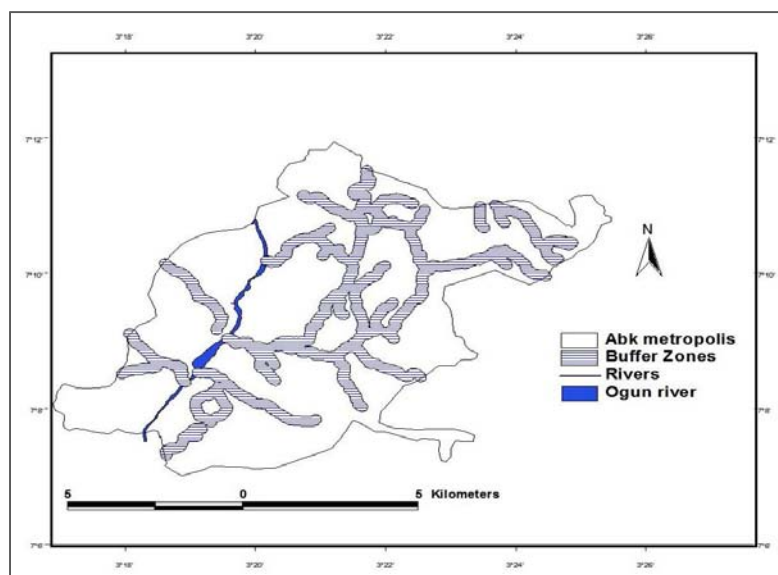 3°18' 3°20' 3°22' 3°24' 3°26'
7°12' 7°12'
N
7°10' 7°10'
Abk metropolis
Buffer Zones
Rivers
Ogun river
7°8' 7°8'
5 0 5 Kilometers
7°6' 7°6'
3°18' 3°20' 3°22' 3°24' 3°26'